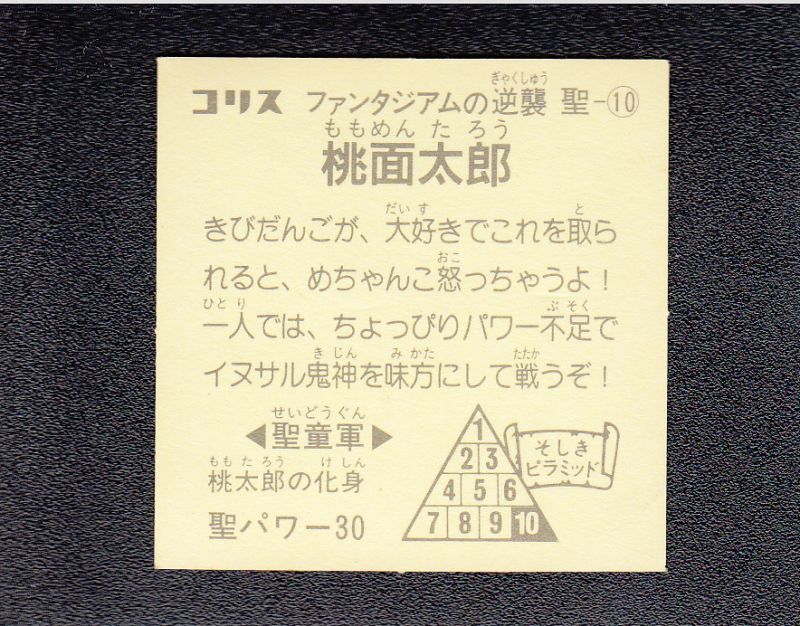 コリス ファンタジアムの逆襲 聖-⑩
ぎゃくしゅう
ももめんたろう
桃面太郎
だいす と
きびだんごが、大好きでこれを取ら
おこ
れると、めちゃんこ怒っちゃうよ！
ひとり ぶそく
一人では、ちょっぴりパワー不足で
きじん みかた たたか
イヌサル鬼神を味方にして戦うぞ！
せいどうぐん
◀聖童軍▶
ももたろう けしん
桃太郎の化身
聖パワー30
1
2 3
4 5 6
7 8 9 10
そしき
ピラミッド